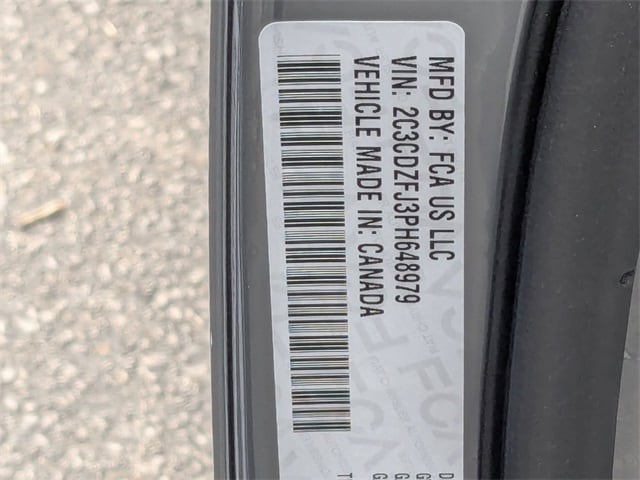 MFD BY: FCA US LLC
VIN: 2C3CDZFJ3PH648979
VEHICLE MADE IN: CANADA